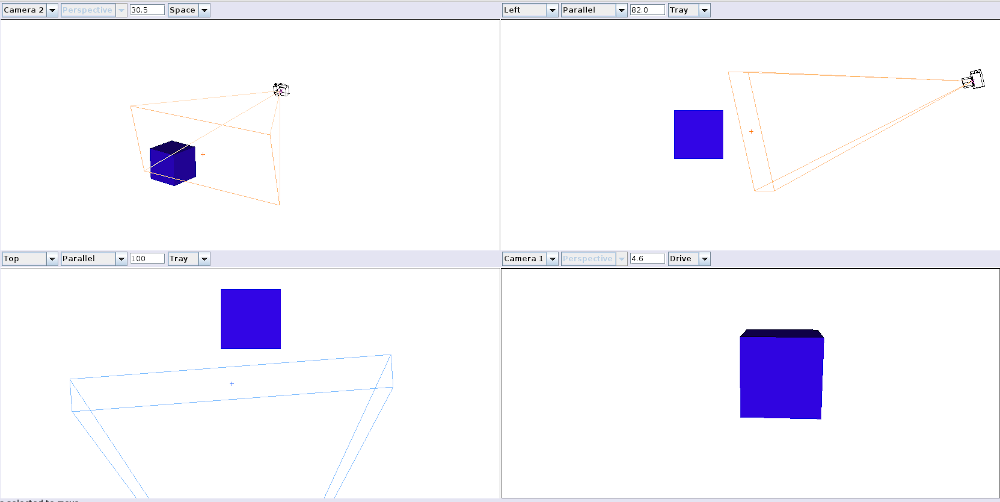 Camera 2 Perspective 30.5 Space
Left Parallel 82.0 Tray
Top Parallel 100 Tray
Camera 1 Perspective 4.6 Drive
selected to move